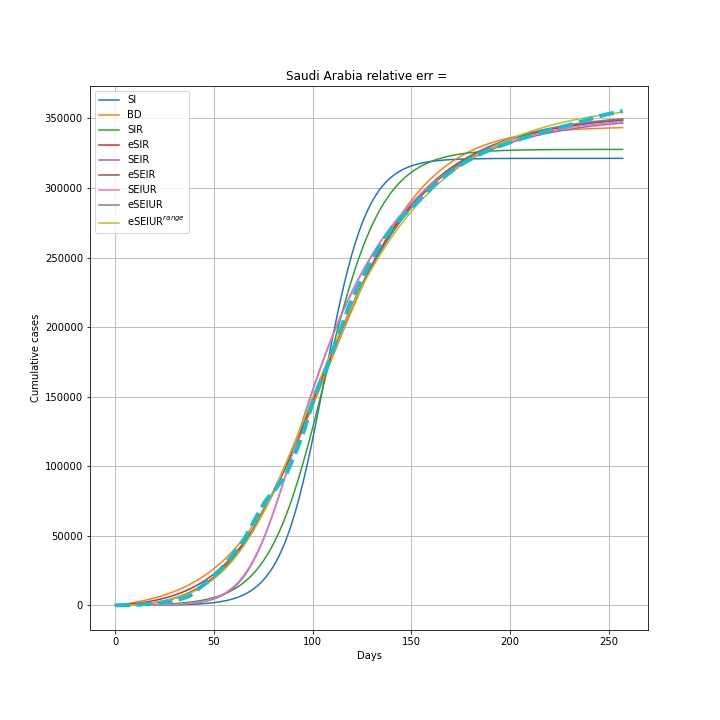 Saudi Arabia relative err =
SI
BD
SIR
eSIR
SEIR
eSEIR
SEIUR
eSEIUR
eSEIUR^range
350000
300000
250000
200000
150000
100000
50000
0
Cumulative cases
0 50 100 150 200 250
Days